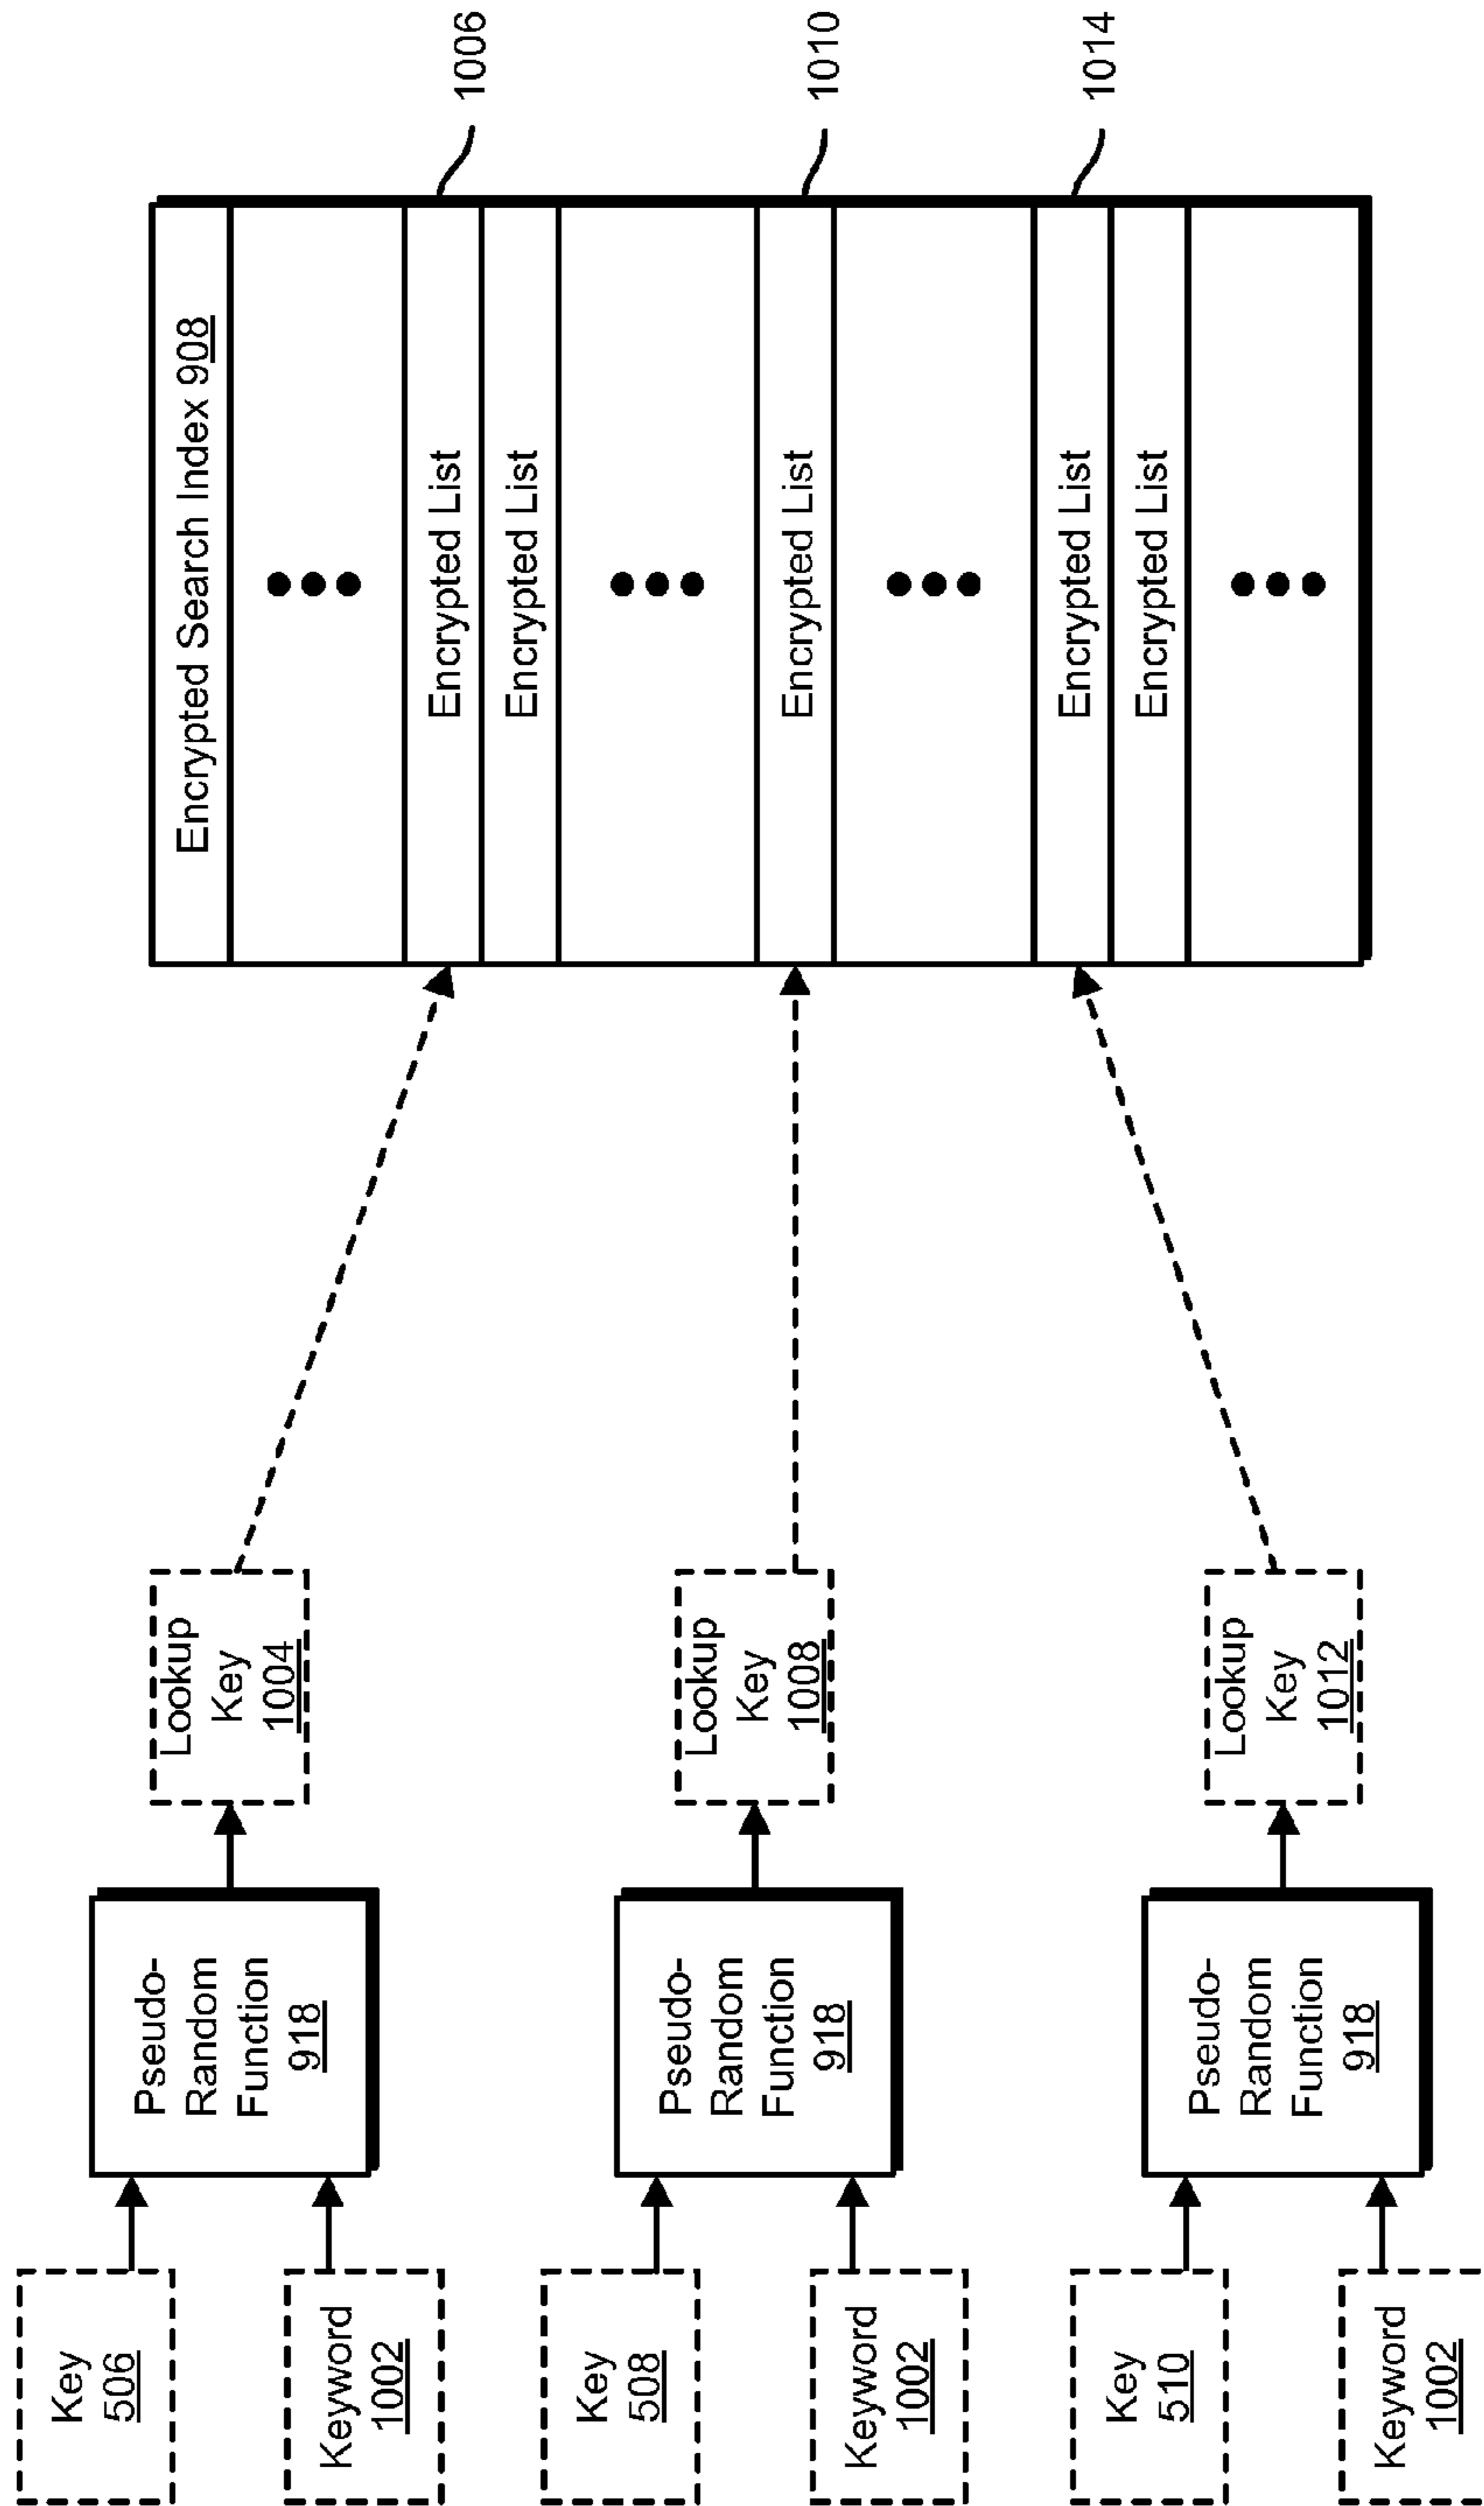 Key
506
Keyword
1002
Pseudo-
Random
Function
918
Lookup
Key
1004
Key
508
Keyword
1002
Pseudo-
Random
Function
918
Lookup
Key
1008
Key
510
Keyword
1002
Pseudo-
Random
Function
918
Lookup
Key
1012
Encrypted Search Index 908
Encrypted List
1006
Encrypted List
Encrypted List
1010
Encrypted List
1014
Encrypted List